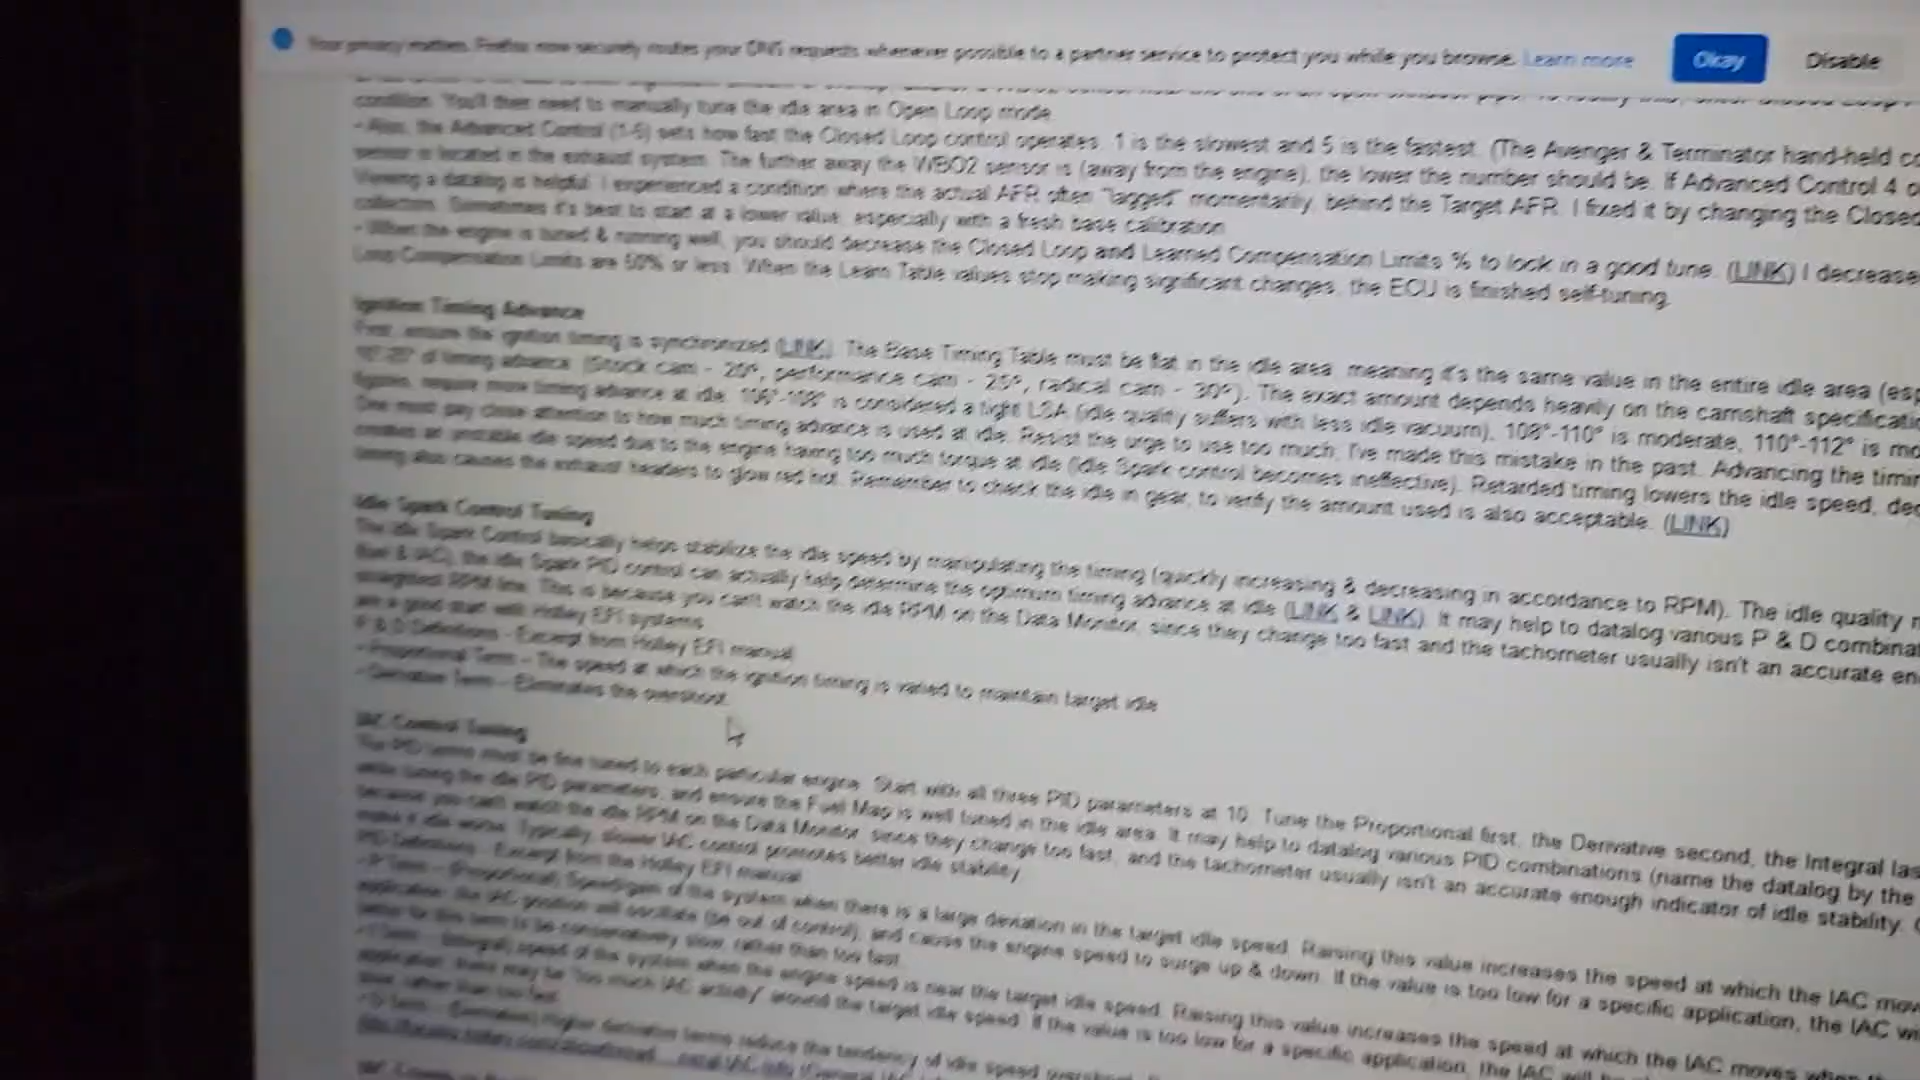 Your privacy matters. Firefox now securely routes your DNS requests whenever possible to a partner service to protect you while you browse. Learn more Okay Disable
condition. You'll then need to manually tune the idle area in Open Loop mode.
- Also, the Advanced Control (1-5) sets how fast the Closed Loop control operates. 1 is the slowest and 5 is the fastest. (The Avenger & Terminator hand-held co
sensor is located in the exhaust system. The further away the WBO2 sensor is (away from the engine), the lower the number should be. If Advanced Control 4 o
Viewing a datalog is helpful. I experienced a condition where the actual AFR often "lagged" momentarily, behind the Target AFR. I fixed it by changing the Closed
collectors. Sometimes it's best to start at a lower value, especially with a fresh base calibration.
- When the engine is tuned & running well, you should decrease the Closed Loop and Learned Compensation Limits % to lock in a good tune. (LINK) I decrease
Loop Compensation Limits are 50% or less. When the Learn Table values stop making significant changes, the ECU is finished self-tuning.
Ignition Timing Advance
First, ensure the ignition timing is synchronized (LINK). The Base Timing Table must be flat in the idle area, meaning it's the same value in the entire idle area (esp
of timing advance. (Stock cam - 20°, performance cam - 25°, radical cam - 30°). The exact amount depends heavily on the camshaft specificatio
require more timing advance at idle. 106°-108° is considered a tight LSA (idle quality suffers with less idle vacuum), 108°-110° is moderate, 110°-112° is mo
One must pay close attention to how much timing advance is used at idle. Resist the urge to use too much, I've made this mistake in the past. Advancing the timin
creates an unstable idle speed due to the engine having too much torque at idle (Idle Spark control becomes ineffective). Retarded timing lowers the idle speed, dec
timing also causes the exhaust headers to glow red hot. Remember to check the idle in gear, to verify the amount used is also acceptable. (LINK)
Idle Spark Control Tuning
The Idle Spark Control basically helps stabilize the idle speed by manipulating the timing (quickly increasing & decreasing in accordance to RPM). The idle quality m
fuel & IAC), the Idle Spark PID control can actually help determine the optimum timing advance at idle (LINK & LINK). It may help to datalog various P & D combinat
straightest RPM line. This is because you can't watch the idle RPM on the Data Monitor, since they change too fast and the tachometer usually isn't an accurate en
are a good start with Holley EFI systems.
P & D Definitions - Excerpt from Holley EFI manual
- Proportional Term - The speed at which the ignition timing is varied to maintain target idle
- Derivative Term - Eliminates the overshoot.
IAC Control Tuning
The PID terms must be fine tuned to each particular engine. Start with all three PID parameters at 10. Tune the Proportional first, the Derivative second, the Integral las
while tuning the idle PID parameters, and ensure the Fuel Map is well tuned in the idle area. It may help to datalog various PID combinations (name the datalog by the
because you can't watch the idle RPM on the Data Monitor, since they change too fast, and the tachometer usually isn't an accurate enough indicator of idle stability.
make it idle worse. Typically, slower IAC control promotes better idle stability.
PID Definitions - Excerpt from the Holley EFI manual
- P Term - (Proportional) Speed/gain of the system when there is a large deviation in the target idle speed. Raising this value increases the speed at which the IAC mov
application, the IAC position will oscillate (be out of control), and cause the engine speed to surge up & down. If the value is too low for a specific application, the IAC wi
better for this term to be conservatively slow, rather than too fast.
- I Term - (Integral) speed of the system when the engine speed is near the target idle speed. Raising this value increases the speed at which the IAC moves when
application, there may be "too much IAC activity" around the target idle speed. If the value is too low for a specific application, the IAC will be
slow, rather than too fast.
- D Term - (Derivative) Higher derivative terms reduce the tendency of idle speed